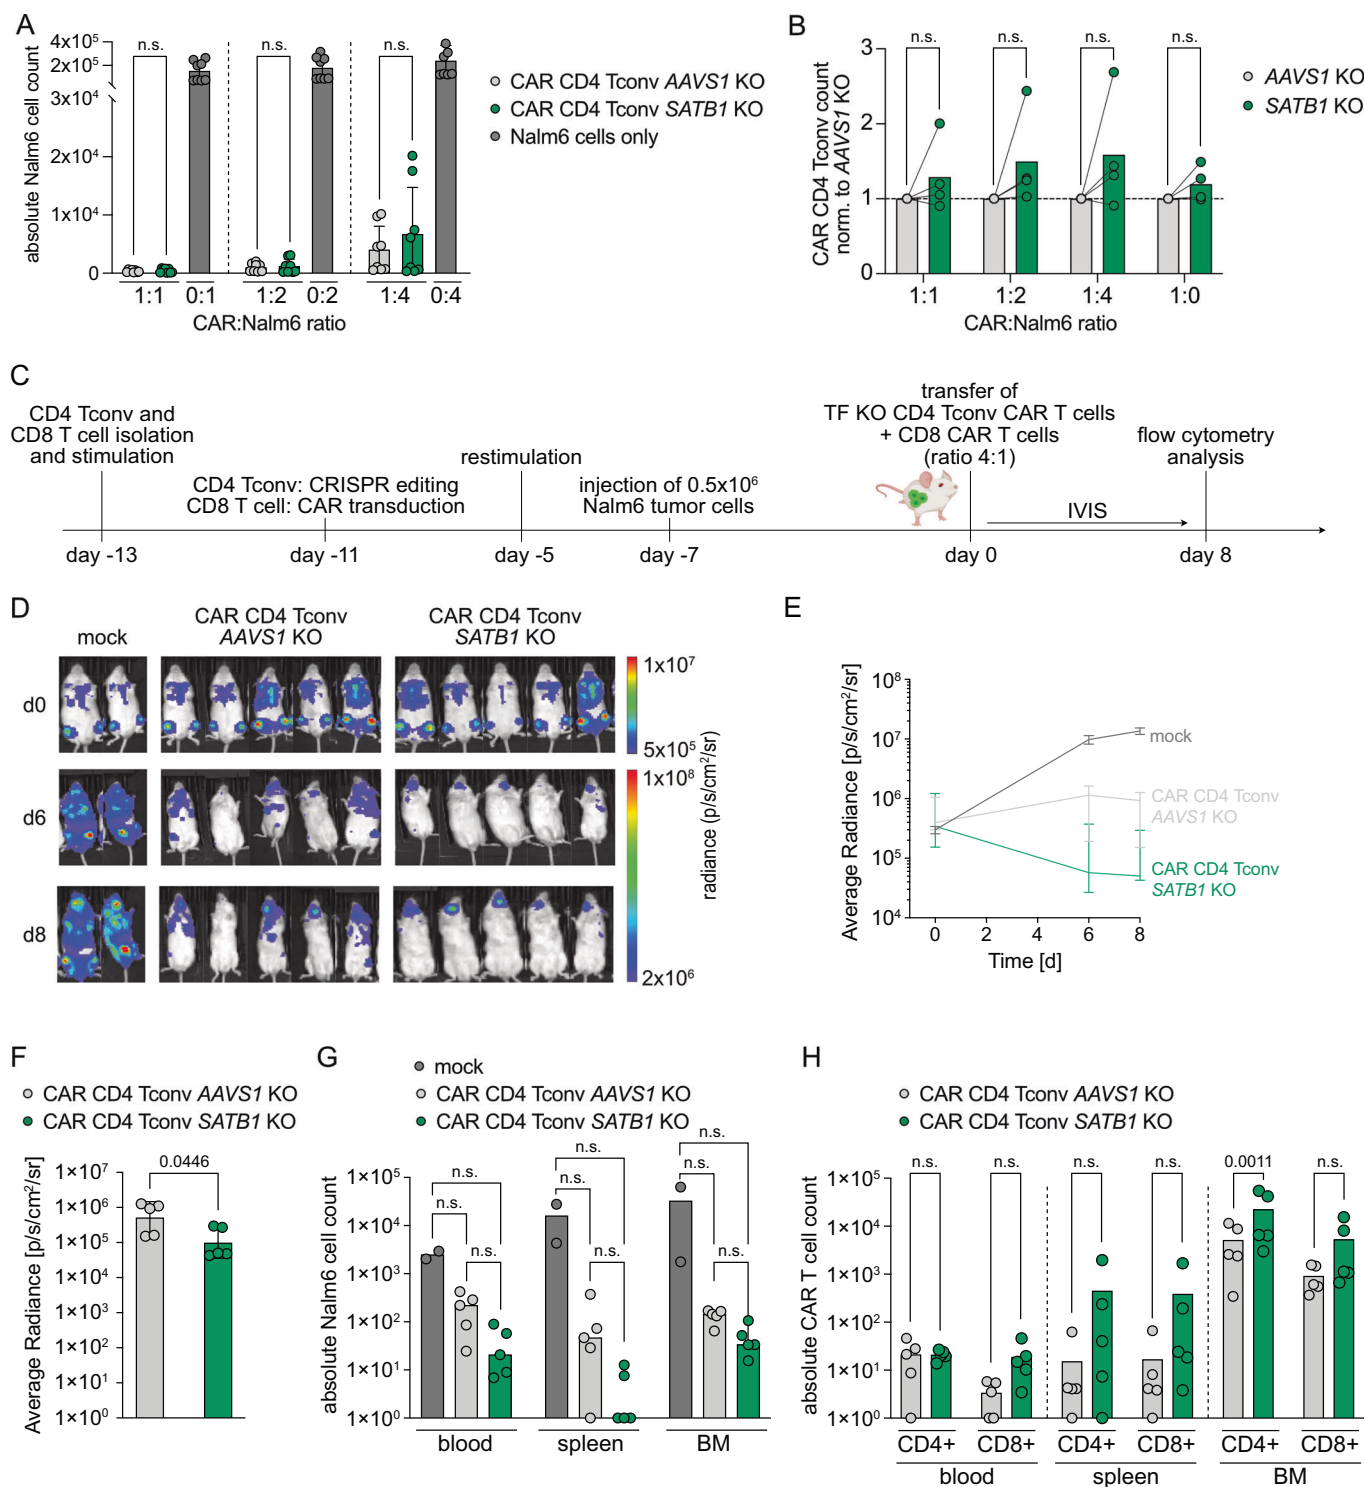 A
absolute Nalm6 cell count
4x10⁵
2x10⁵
3x10⁴
2x10⁴
1x10⁴
0
n.s.
n.s.
n.s.
1:1
0:1
1:2
0:2
1:4
0:4
CAR:Nalm6 ratio
CAR CD4 Tconv AAVS1 KO
CAR CD4 Tconv SATB1 KO
Nalm6 cells only
B
CAR CD4 Tconv count
norm. to AAVS1 KO
3
2
1
0
n.s.
n.s.
n.s.
n.s.
1:1
1:2
1:4
1:0
CAR:Nalm6 ratio
AAVS1 KO
SATB1 KO
C
CD4 Tconv and
CD8 T cell isolation
and stimulation
CD4 Tconv: CRISPR editing
CD8 T cell: CAR transduction
restimulation
injection of 0.5x10⁶
Nalm6 tumor cells
transfer of
TF KO CD4 Tconv CAR T cells
+ CD8 CAR T cells
(ratio 4:1)
IVIS
flow cytometry
analysis
day -13
day -11
day -5
day -7
day 0
day 8
D
mock
CAR CD4 Tconv
AAVS1 KO
CAR CD4 Tconv
SATB1 KO
d0
d6
d8
1x10⁷
5x10⁵
1x10⁸
2x10⁶
radiance (p/s/cm²/sr)
E
Average Radiance [p/s/cm²/sr]
10⁸
10⁷
10⁶
10⁵
10⁴
0
2
4
6
8
Time [d]
mock
CAR CD4 Tconv
AAVS1 KO
CAR CD4 Tconv
SATB1 KO
F
CAR CD4 Tconv AAVS1 KO
CAR CD4 Tconv SATB1 KO
Average Radiance [p/s/cm²/sr]
1×10⁷
1×10⁶
1×10⁵
1×10⁴
1×10³
1×10²
1×10¹
1×10⁰
0.0446
G
mock
CAR CD4 Tconv AAVS1 KO
CAR CD4 Tconv SATB1 KO
absolute Nalm6 cell count
1×10⁵
1×10⁴
1×10³
1×10²
1×10¹
1×10⁰
n.s.
n.s.
n.s.
n.s.
n.s.
n.s.
n.s.
n.s.
n.s.
blood
spleen
BM
H
CAR CD4 Tconv AAVS1 KO
CAR CD4 Tconv SATB1 KO
absolute CAR T cell count
1×10⁵
1×10⁴
1×10³
1×10²
1×10¹
1×10⁰
n.s.
n.s.
n.s.
n.s.
0.0011
n.s.
CD4+
CD8+
CD4+
CD8+
CD4+
CD8+
blood
spleen
BM